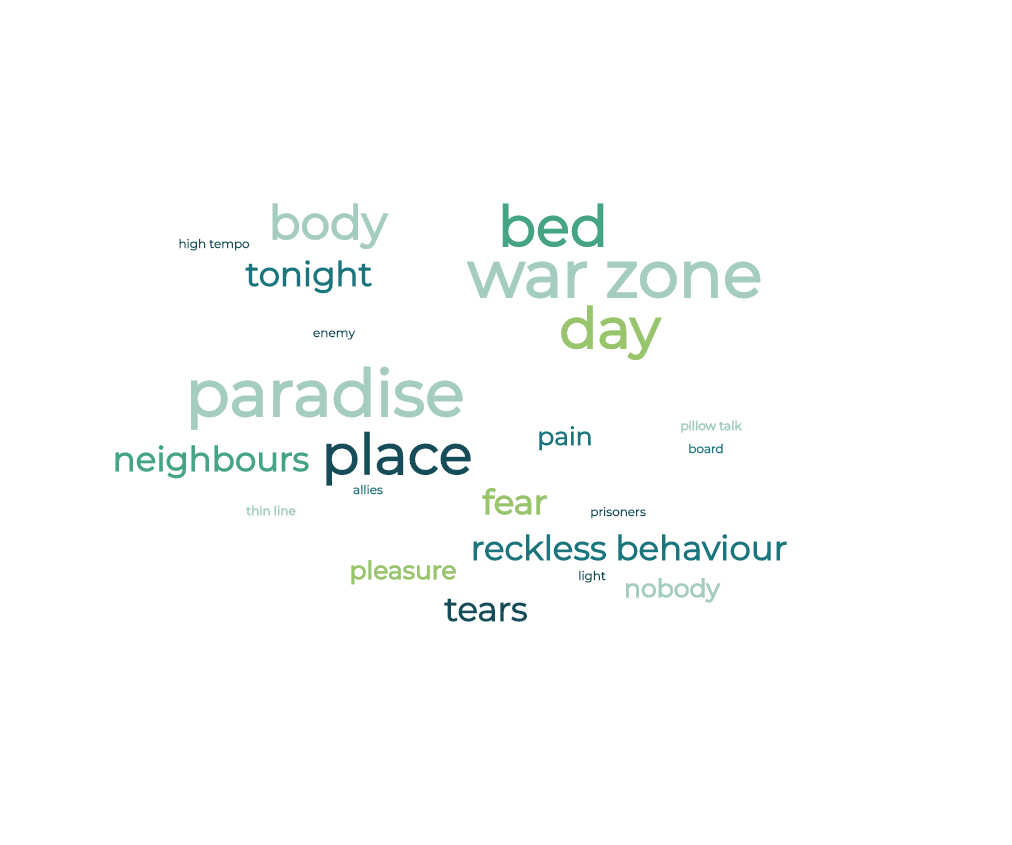 body
bed
high tempo
war zone
tonight
day
enemy
paradise
pillow talk
pain
board
place
neighbours
allies
fear
thin line
prisoners
reckless behaviour
pleasure
light
nobody
tears